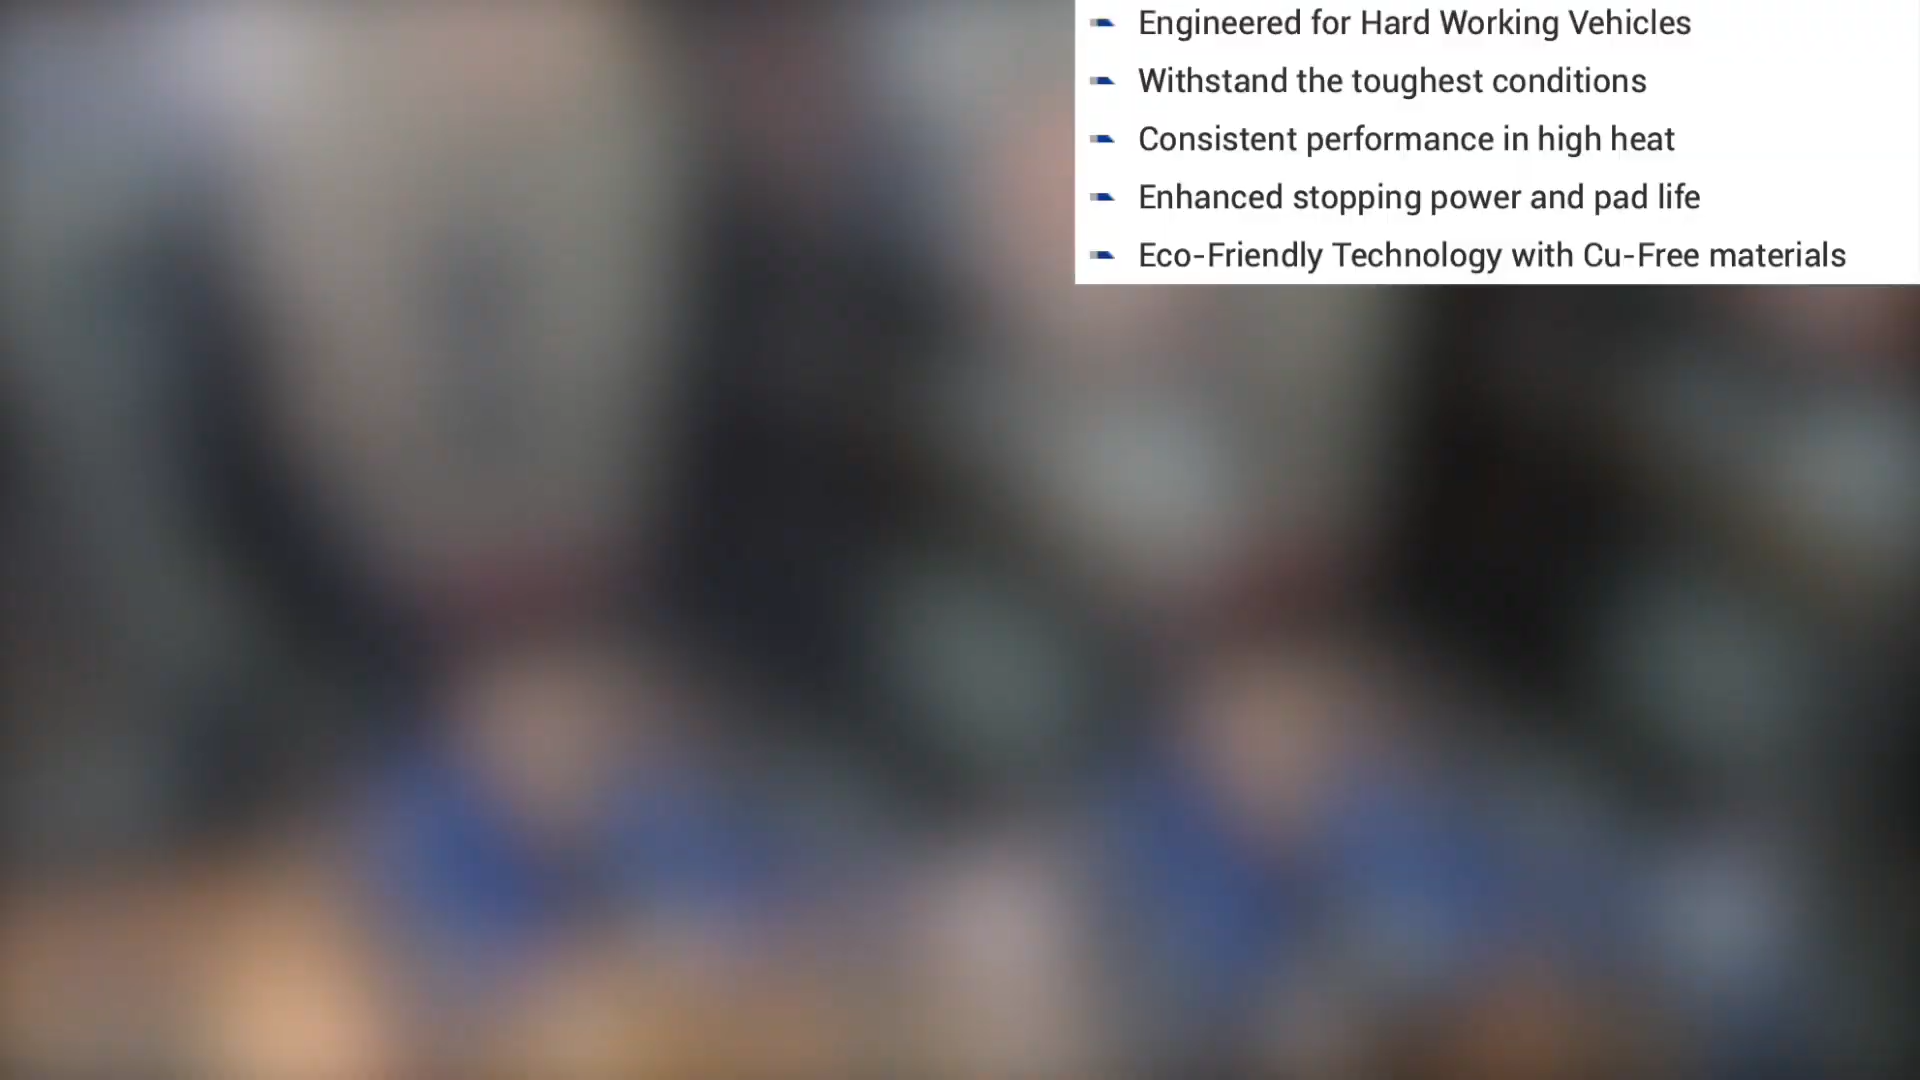 Engineered for Hard Working Vehicles
Withstand the toughest conditions
Consistent performance in high heat
Enhanced stopping power and pad life
Eco-Friendly Technology with Cu-Free materials